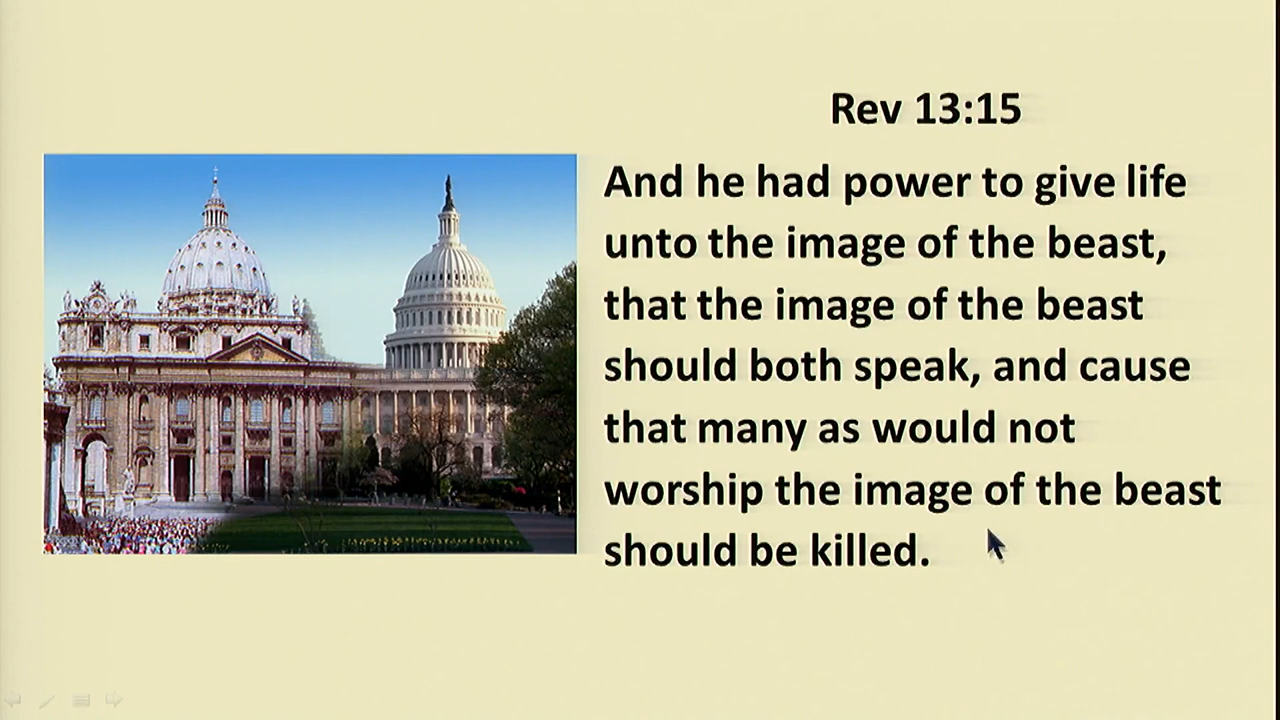 Rev 13:15
And he had power to give life
unto the image of the beast,
that the image of the beast
should both speak, and cause
that many as would not
worship the image of the beast
should be killed.